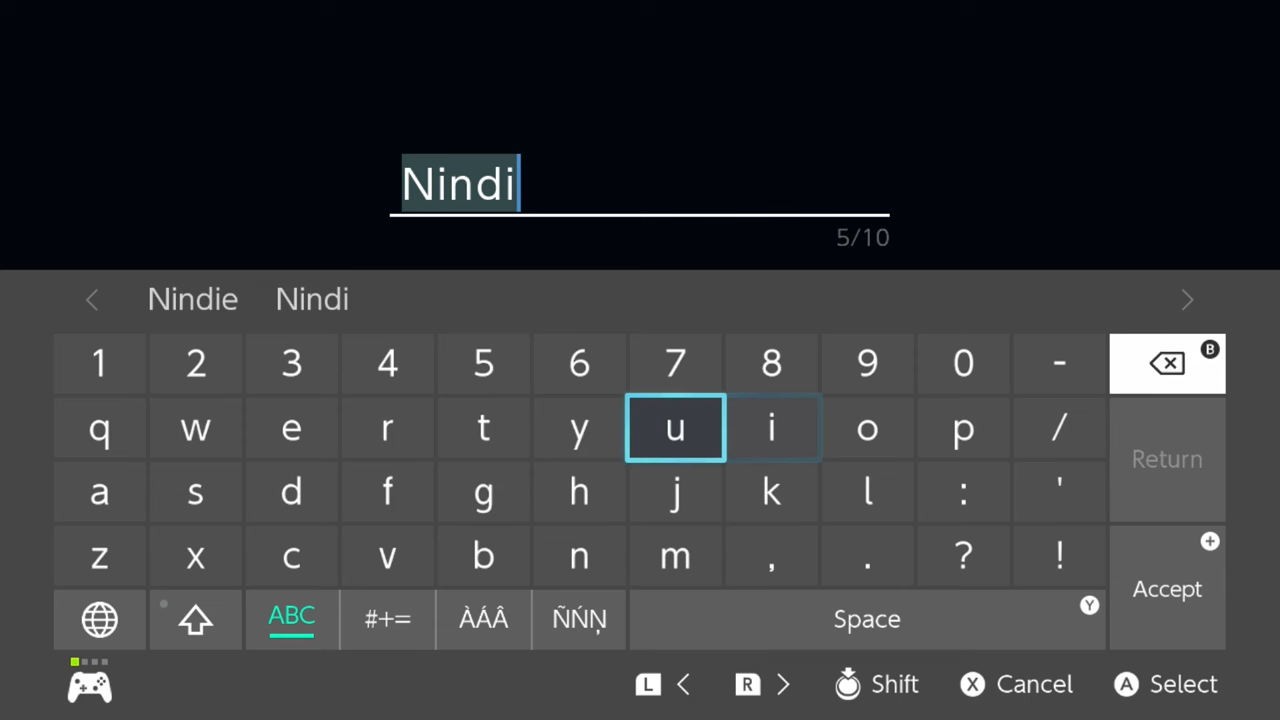 Nindi
5/10
Nindie Nindi
1 2 3 4 5 6 7 8 9 0 - B
q w e r t y u i o p /
Return
a s d f g h j k l : '
z x c v b n m , . ? ! +
Accept
ABC #+= ÀÁÂ ÑŃŅ Space Y
L R Shift X Cancel A Select